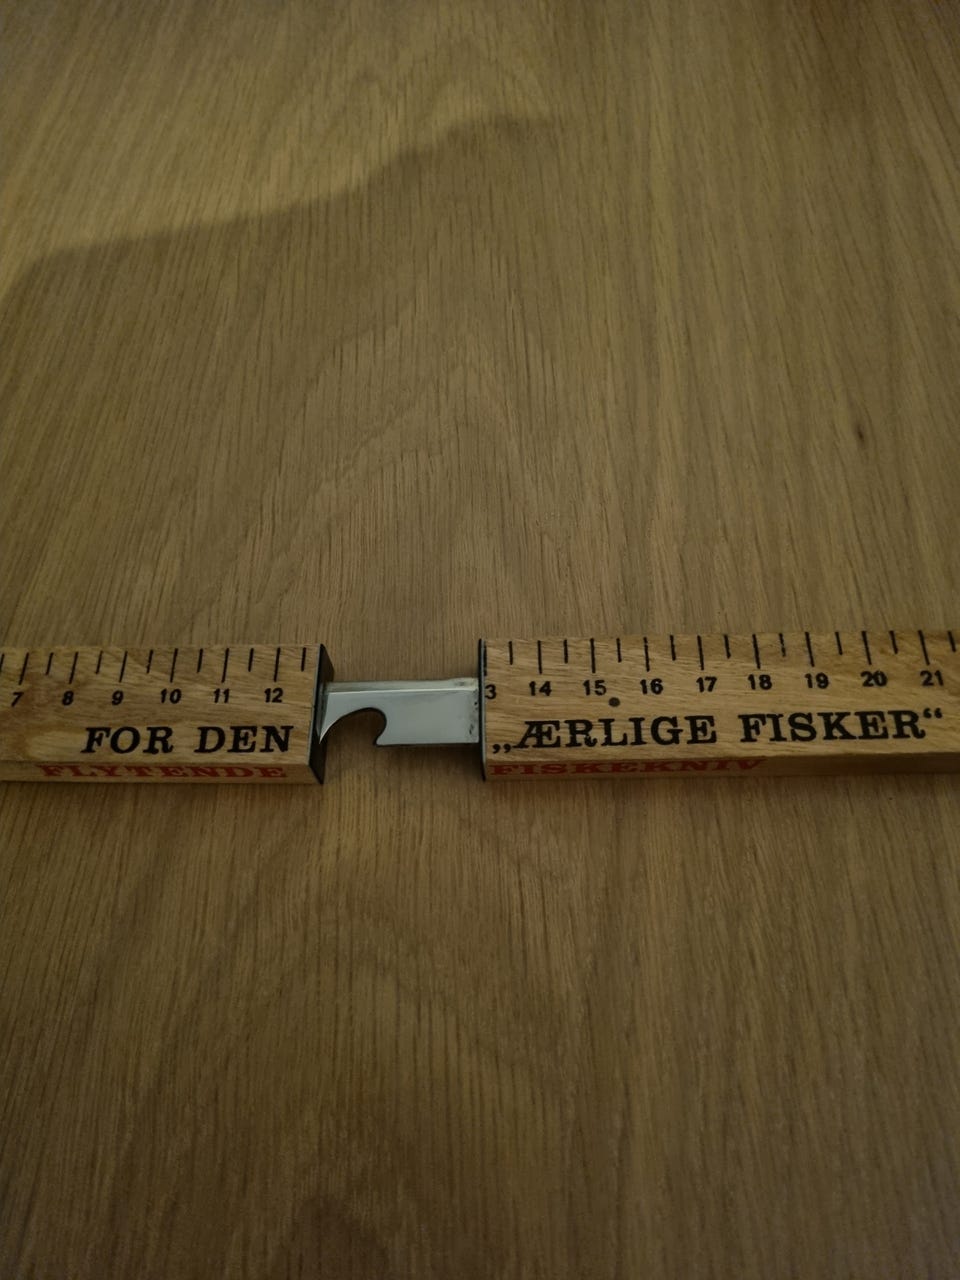 7 8 9 10 11 12 3 14 15 16 17 18 19 20 21
FOR DEN „ÆRLIGE FISKER“
FLYTENDE FISKEKNIV